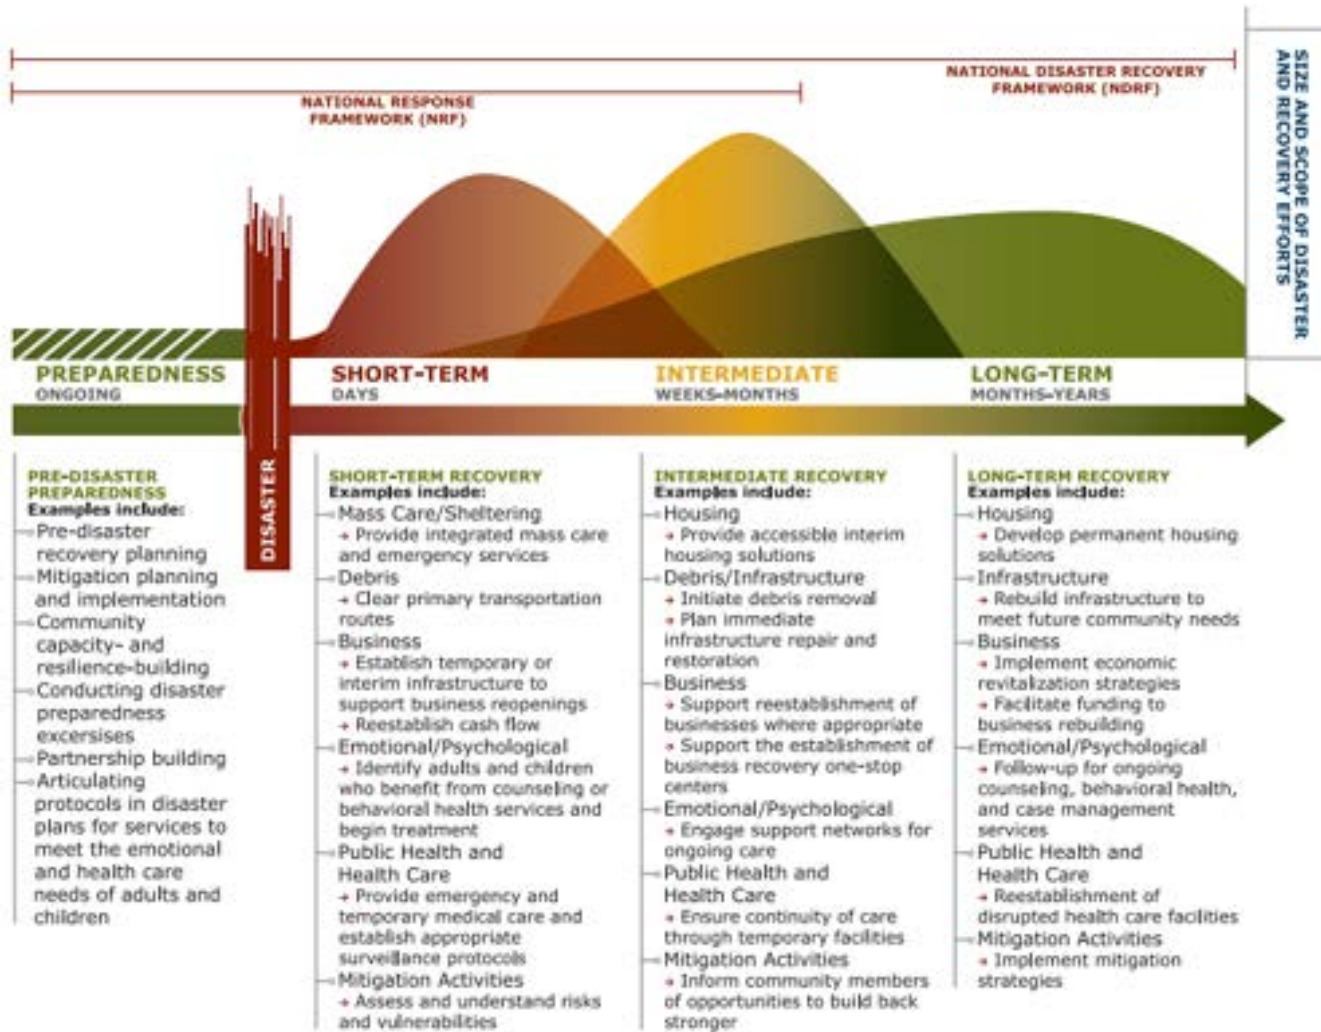 NATIONAL DISASTER RECOVERY
FRAMEWORK (NDRF)
NATIONAL RESPONSE
FRAMEWORK (NRF)
SIZE AND SCOPE OF DISASTER
AND RECOVERY EFFORTS
PREPAREDNESS
ONGOING
SHORT-TERM
DAYS
INTERMEDIATE
WEEKS-MONTHS
LONG-TERM
MONTHS-YEARS
DISASTER
PRE-DISASTER
PREPAREDNESS
Examples include:
Pre-disaster
recovery planning
Mitigation planning
and implementation
Community
capacity- and
resilience-building
Conducting disaster
preparedness
excersises
Partnership building
Articulating
protocols in disaster
plans for services to
meet the emotional
and health care
needs of adults and
children
SHORT-TERM RECOVERY
Examples include:
Mass Care/Sheltering
→ Provide integrated mass care
and emergency services
Debris
→ Clear primary transportation
routes
Business
→ Establish temporary or
interim infrastructure to
support business reopenings
→ Reestablish cash flow
Emotional/Psychological
→ Identify adults and children
who benefit from counseling or
behavioral health services and
begin treatment
Public Health and
Health Care
→ Provide emergency and
temporary medical care and
establish appropriate
surveillance protocols
Mitigation Activities
→ Assess and understand risks
and vulnerabilities
INTERMEDIATE RECOVERY
Examples include:
Housing
→ Provide accessible interim
housing solutions
Debris/Infrastructure
→ Initiate debris removal
→ Plan immediate
infrastructure repair and
restoration
Business
→ Support reestablishment of
businesses where appropriate
→ Support the establishment of
business recovery one-stop
centers
Emotional/Psychological
→ Engage support networks for
ongoing care
Public Health and
Health Care
→ Ensure continuity of care
through temporary facilities
Mitigation Activities
→ Inform community members
of opportunities to build back
stronger
LONG-TERM RECOVERY
Examples include:
Housing
→ Develop permanent housing
solutions
Infrastructure
→ Rebuild infrastructure to
meet future community needs
Business
→ Implement economic
revitalization strategies
→ Facilitate funding to
business rebuilding
Emotional/Psychological
→ Follow-up for ongoing
counseling, behavioral health,
and case management
services
Public Health and
Health Care
→ Reestablishment of
disrupted health care facilities
Mitigation Activities
→ Implement mitigation
strategies